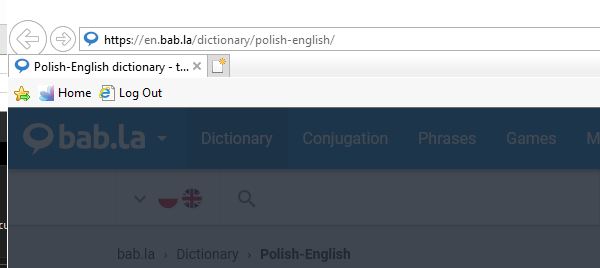 https://en.bab.la/dictionary/polish-english/
Polish-English dictionary - t...
Home Log Out
bab.la Dictionary Conjugation Phrases Games M
bab.la › Dictionary › Polish-English